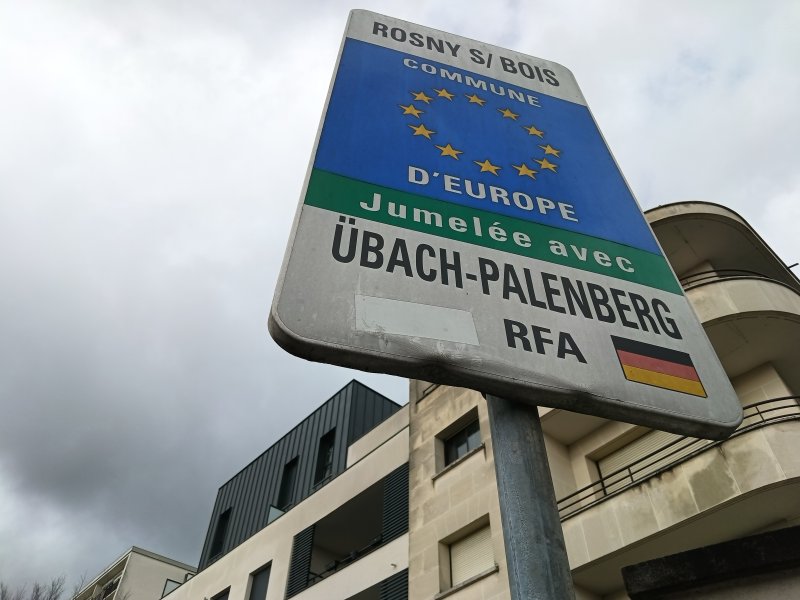 ROSNY S/ BOIS
COMMUNE
D'EUROPE
Jumelée avec
ÜBACH-PALENBERG
RFA